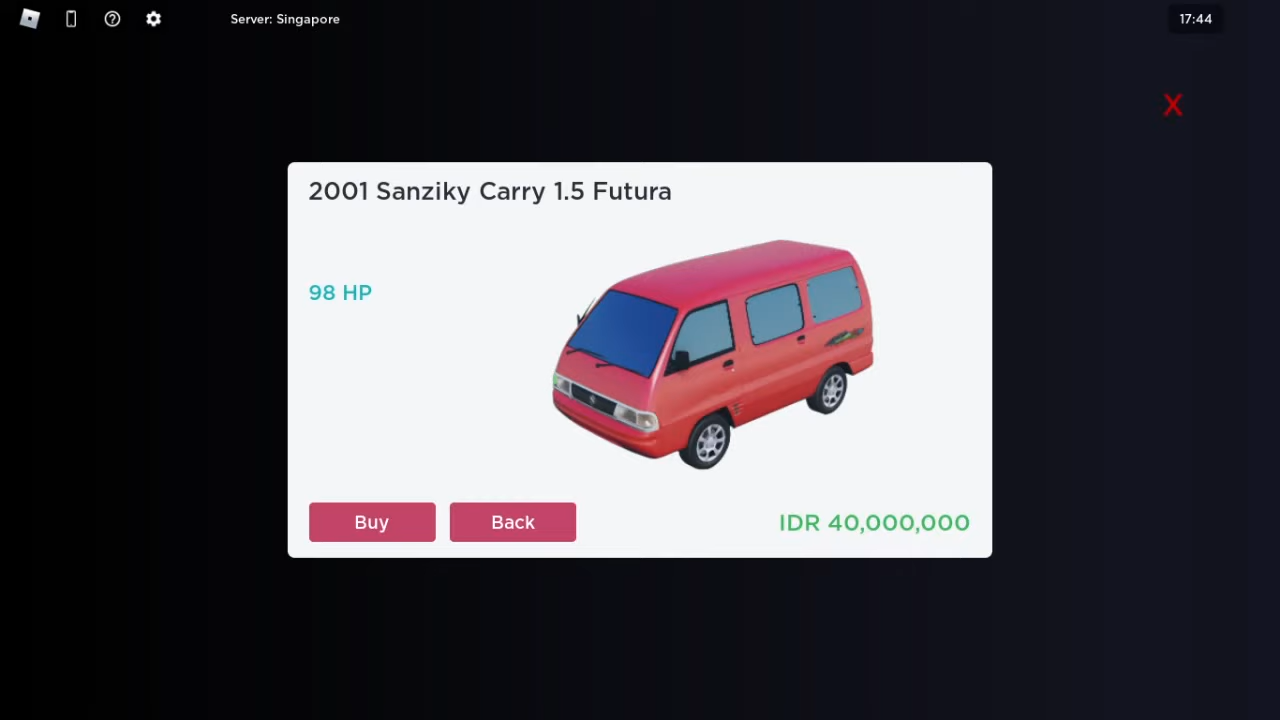 Server: Singapore
17:44
X
2001 Sanziky Carry 1.5 Futura
98 HP
Buy
Back
IDR 40,000,000